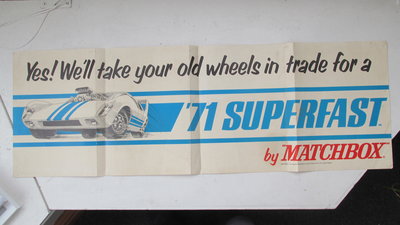 Yes! We'll take your old wheels in trade for a
'71 SUPERFAST
by MATCHBOX